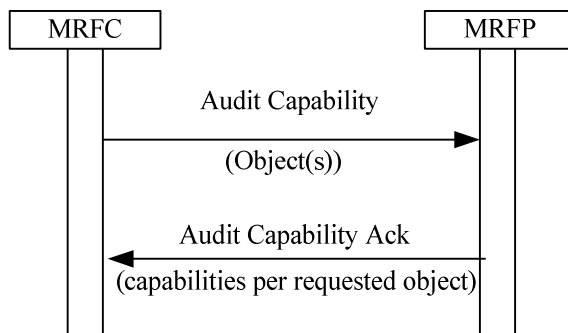 MRFC
MRFP
Audit Capability
(Object(s))
Audit Capability Ack
(capabilities per requested object)